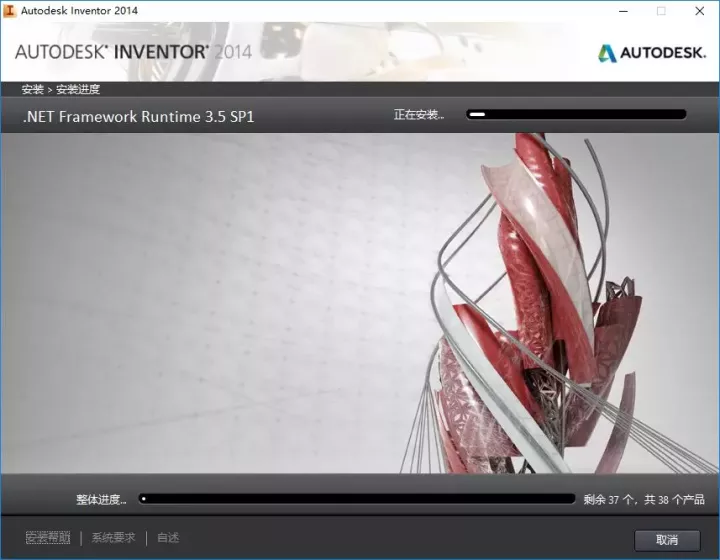 Autodesk Inventor 2014
AUTODESK® INVENTOR® 2014
AUTODESK.
安装 > 安装进度
.NET Framework Runtime 3.5 SP1
正在安装...
整体进度...
剩余 37 个，共 38 个产品
安装帮助 | 系统要求 | 自述
取消